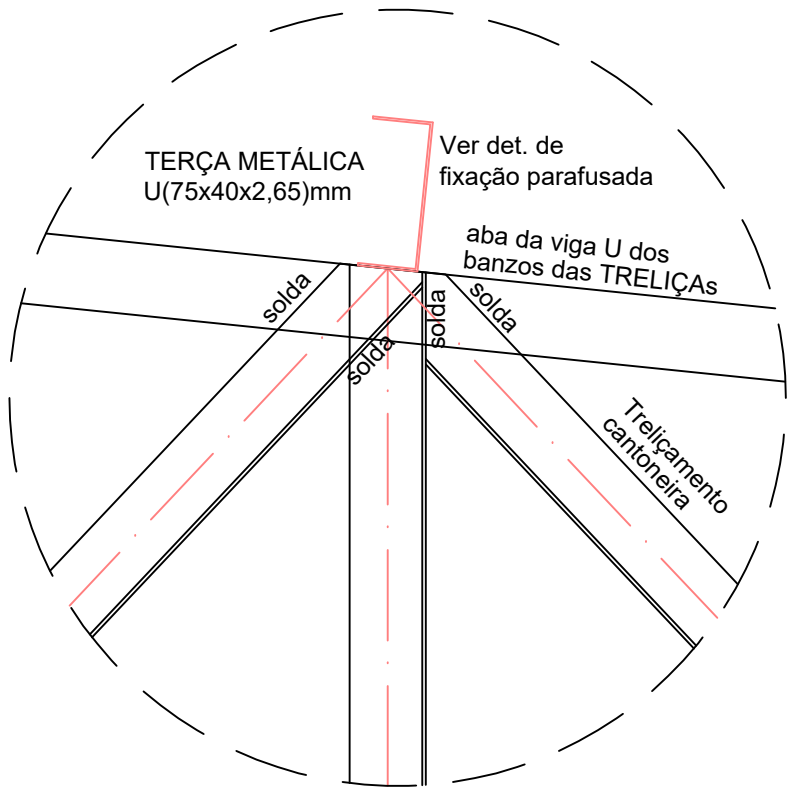 TERÇA METÁLICA
U(75x40x2,65)mm
Ver det. de
fixação parafusada
aba da viga U dos
banzos das TRELIÇAs
solda
solda
solda
solda
Treliçamento
cantoneira